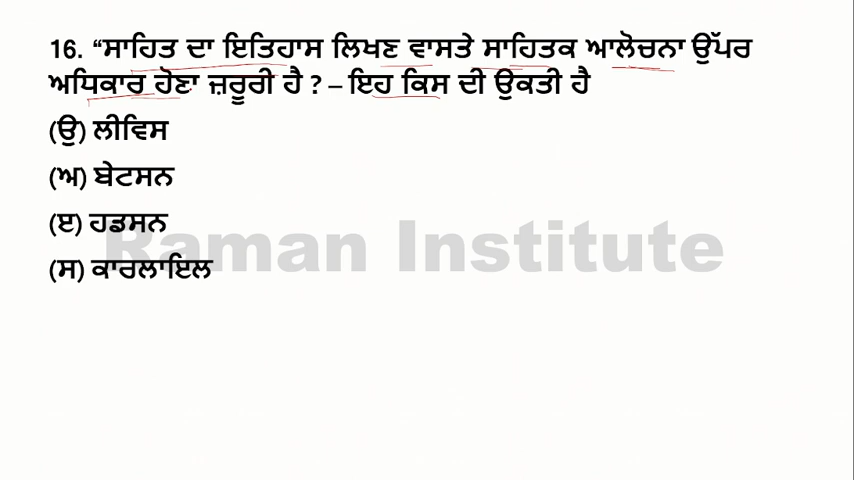 16. “ਸਾਹਿਤ ਦਾ ਇਤਿਹਾਸ ਲਿਖਣ ਵਾਸਤੇ ਸਾਹਿਤਕ ਆਲੋਚਨਾ ਉੱਪਰ
ਅਧਿਕਾਰ ਹੋਣਾ ਜ਼ਰੂਰੀ ਹੈ ? – ਇਹ ਕਿਸ ਦੀ ਉਕਤੀ ਹੈ
(ਉ) ਲੀਵਿਸ
(ਅ) ਬੇਟਸਨ
(ੲ) ਹਡਸਨ
Raman Institute
(ਸ) ਕਾਰਲਾਇਲ